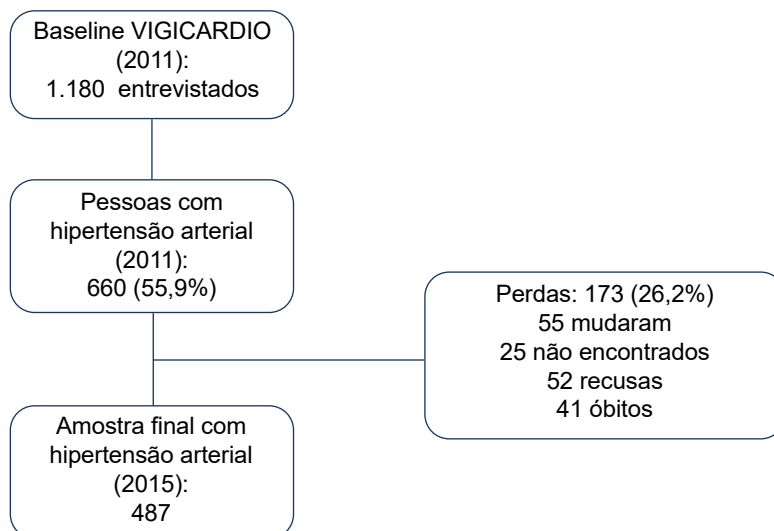 Baseline VIGICARDIO
(2011):
1.180 entrevistados
Pessoas com
hipertensão arterial
(2011):
660 (55,9%)
Perdas: 173 (26,2%)
55 mudaram
25 não encontrados
52 recusas
41 óbitos
Amostra final com
hipertensão arterial
(2015):
487